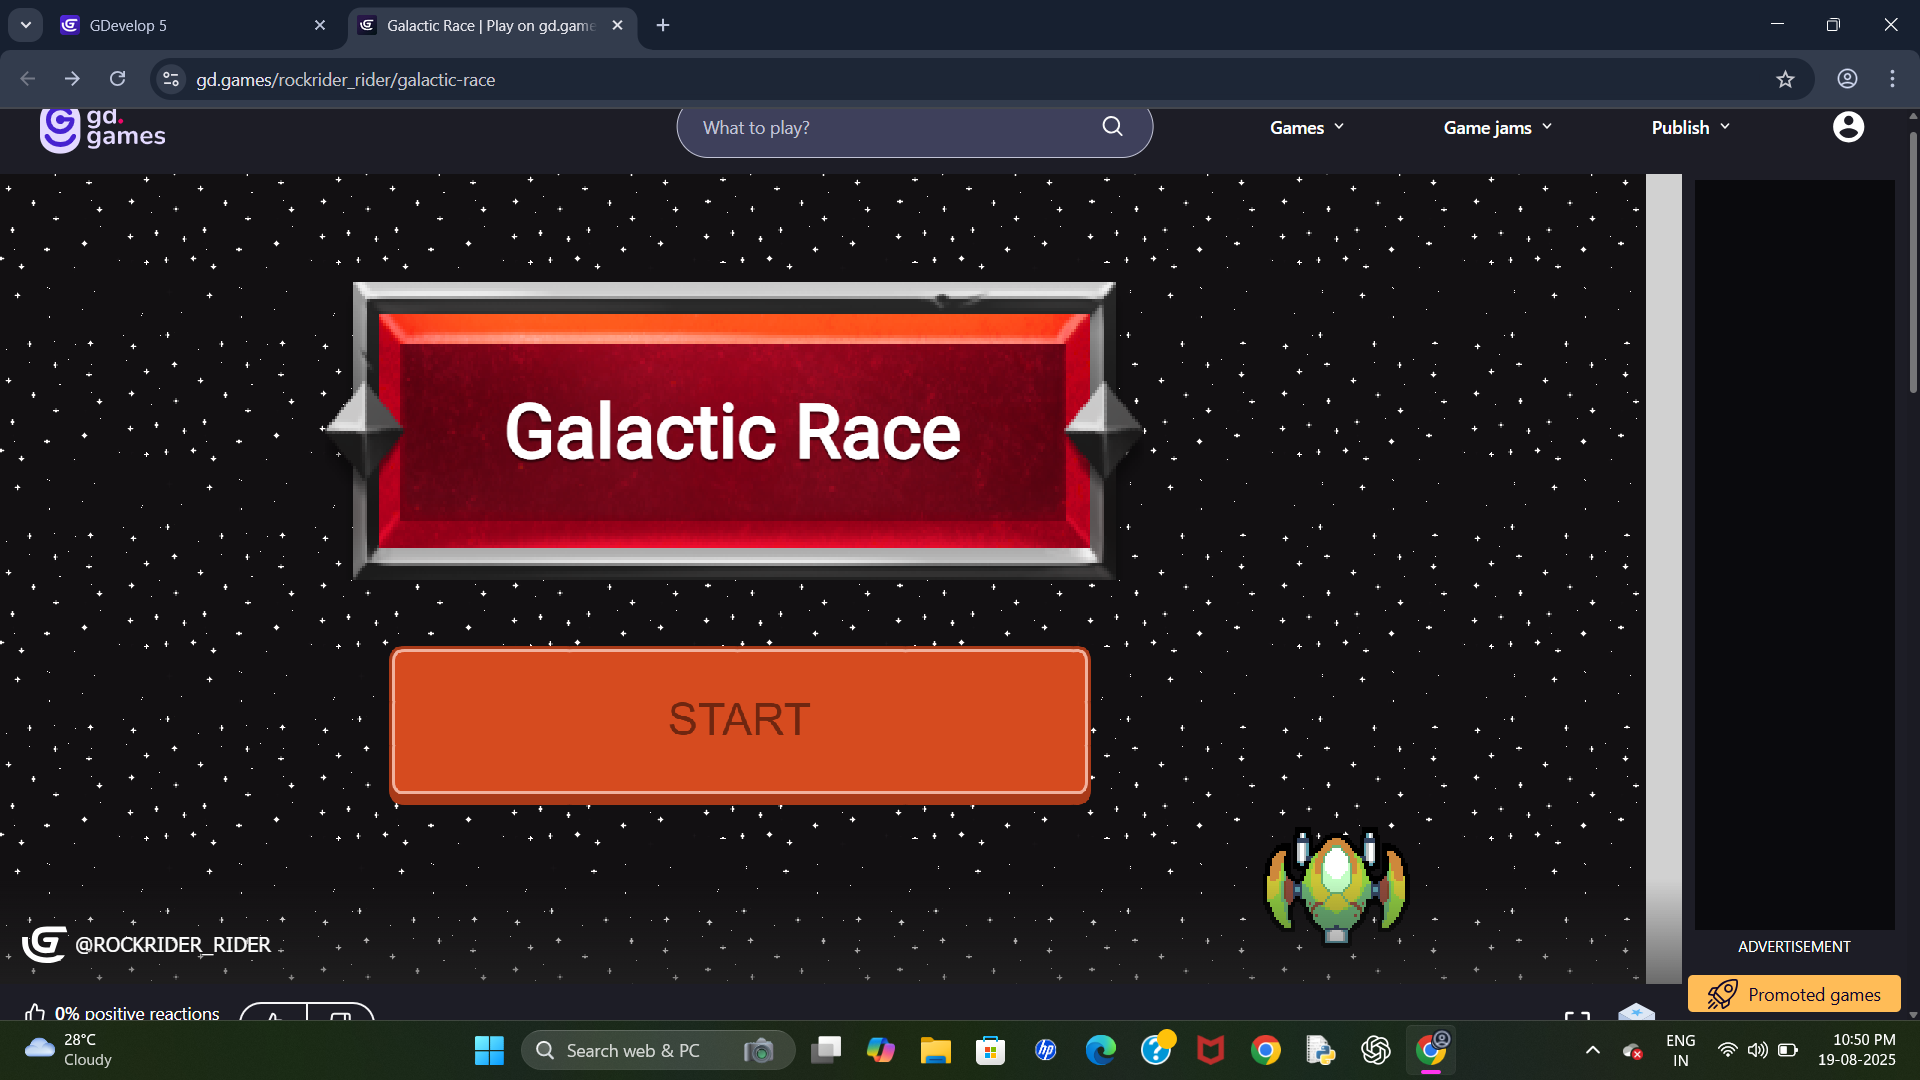 GDevelop 5
Galactic Race | Play on gd.game
gd.games/rockrider_rider/galactic-race
gd.
games
What to play?
Games
Game jams
Publish
Galactic Race
START
@ROCKRIDER_RIDER
ADVERTISEMENT
Promoted games
0% positive reactions
28°C
Cloudy
Search web & PC
hp
ENG
IN
10:50 PM
19-08-2025